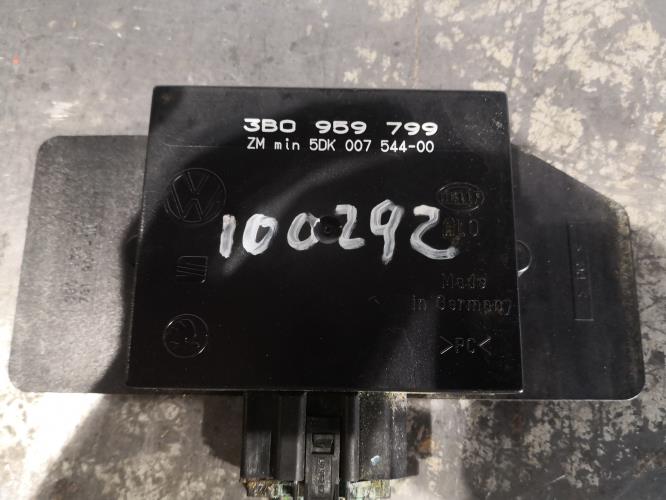 3B0 959 799
ZM min 5DK 007 544-00
100292
Made
in Germany
>PC<